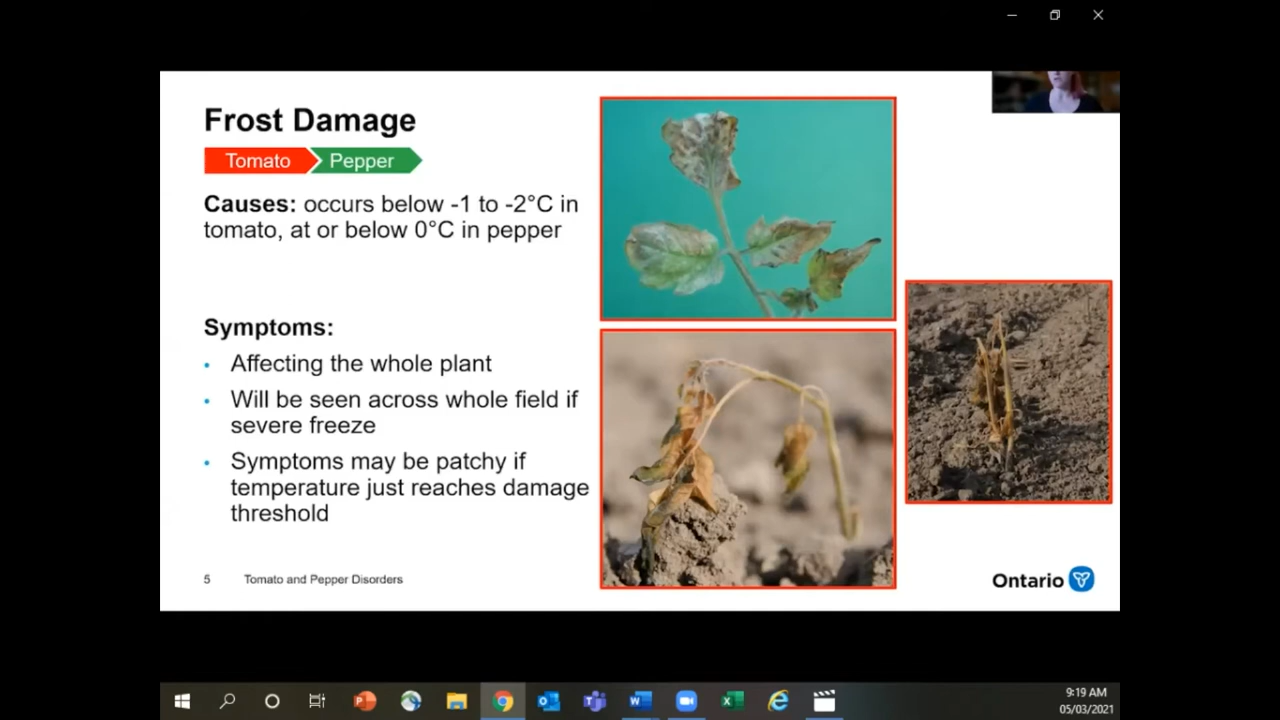 Frost Damage
Tomato Pepper
Causes: occurs below -1 to -2°C in
tomato, at or below 0°C in pepper
Symptoms:
• Affecting the whole plant
• Will be seen across whole field if
severe freeze
• Symptoms may be patchy if
temperature just reaches damage
threshold
5 Tomato and Pepper Disorders
Ontario
9:19 AM
05/03/2021